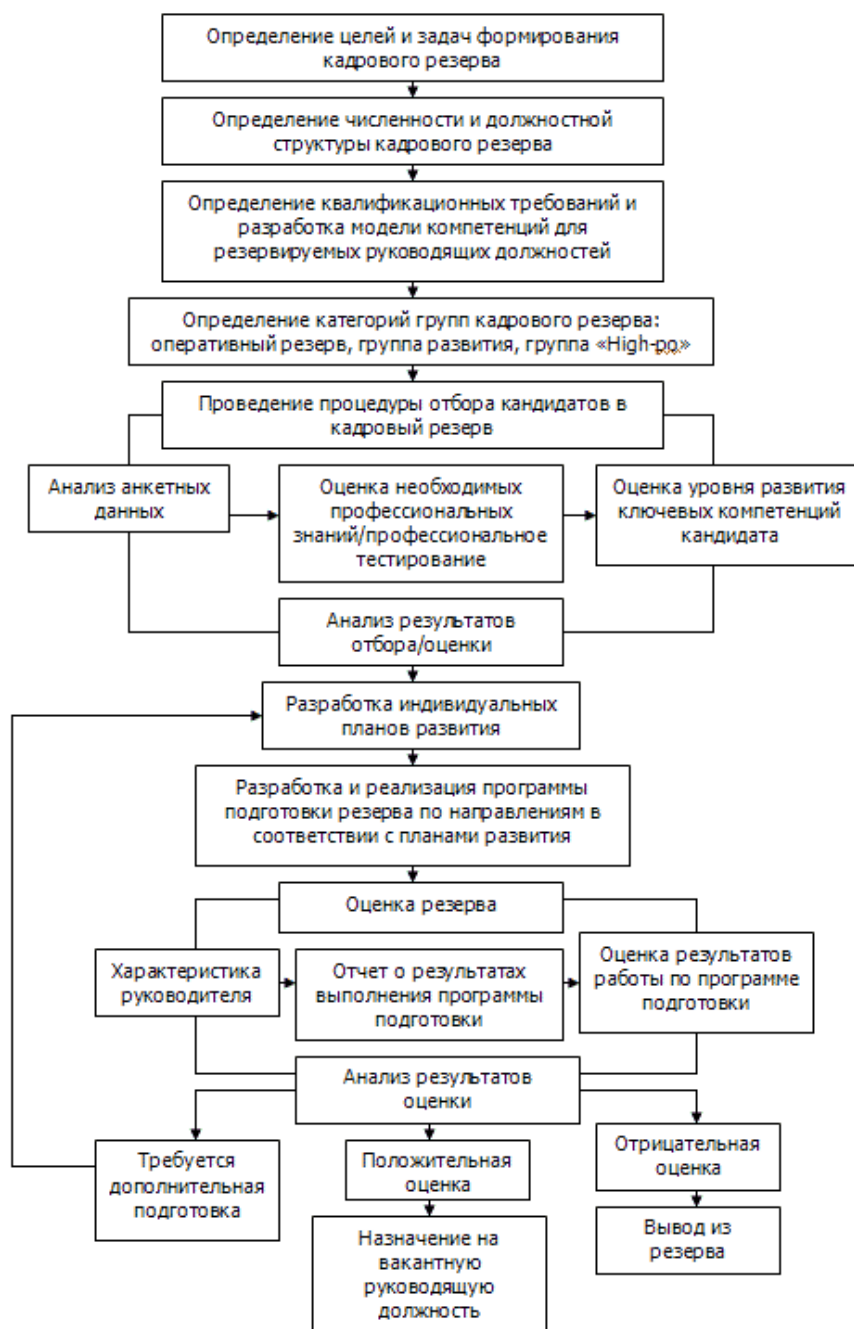 Определение целей и задач формирования
кадрового резерва
Определение численности и должностной
структуры кадрового резерва
Определение квалификационных требований и
разработка модели компетенций для
резервируемых руководящих должностей
Определение категорий групп кадрового резерва:
оперативный резерв, группа развития, группа «High-po»
Проведение процедуры отбора кандидатов в
кадровый резерв
Анализ анкетных
данных
Оценка необходимых
профессиональных
знаний/профессиональное
тестирование
Оценка уровня развития
ключевых компетенций
кандидата
Анализ результатов
отбора/оценки
Разработка индивидуальных
планов развития
Разработка и реализация программы
подготовки резерва по направлениям в
соответствии с планами развития
Оценка резерва
Характеристика
руководителя
Отчет о результатах
выполнения программы
подготовки
Оценка результатов
работы по программе
подготовки
Анализ результатов
оценки
Требуется
дополнительная
подготовка
Положительная
оценка
Отрицательная
оценка
Назначение на
вакантную
руководящую
должность
Вывод из
резерва